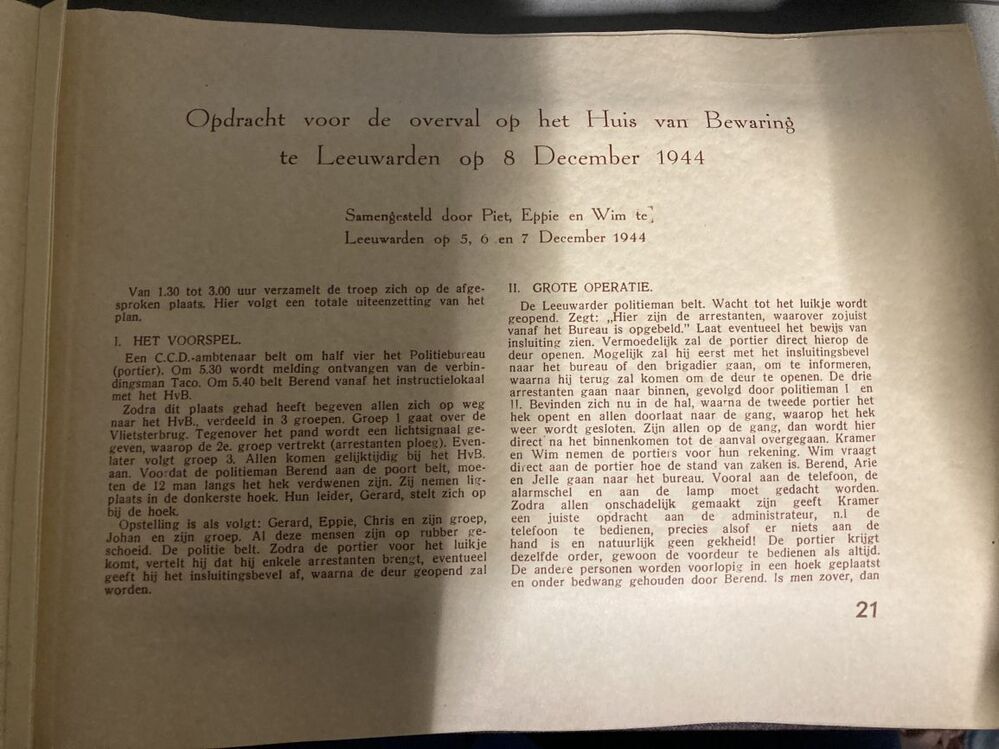 Opdracht voor de overval op het Huis van Bewaring
te Leeuwarden op 8 December 1944
Samengesteld door Piet, Eppie en Wim te
Leeuwarden op 5, 6 en 7 December 1944
Van 1.30 tot 3.00 uur verzamelt de troep zich op de afge-
sproken plaats. Hier volgt een totale uiteenzetting van het
plan.
I. HET VOORSPEL.
Een C.C.D.-ambtenaar belt om half vier het Politiebureau
(portier). Om 5.30 wordt melding ontvangen van de verbin-
dingsman Taco. Om 5.40 belt Berend vanaf het instructielokaal
met het HvB.
Zodra dit plaats gehad heeft begeven allen zich op weg
naar het HvB., verdeeld in 3 groepen. Groep 1 gaat over de
Vlietsterbrug. Tegenover het pand wordt een lichtsignaal ge-
geven, waarop de 2e. groep vertrekt (arrestanten ploeg). Even-
later volgt groep 3. Allen komen gelijktijdig bij het HvB.
aan. Voordat de politieman Berend aan de poort belt, moe-
ten de 12 man langs het hek verdwenen zijn. Zij nemen lig-
plaats in de donkerste hoek. Hun leider, Gerard, stelt zich op
bij de hoek.
Opstelling is als volgt: Gerard, Eppie, Chris en zijn groep,
Johan en zijn groep. Al deze mensen zijn op rubber ge-
schoeid. De politie belt. Zodra de portier voor het luikje
komt, vertelt hij dat hij enkele arrestanten brengt, eventueel
geeft hij het insluitingsbevel af, waarna de deur geopend zal
worden.
II. GROTE OPERATIE.
De Leeuwarder politieman belt. Wacht tot het luikje wordt
geopend. Zegt: „Hier zijn de arrestanten, waarover zojuist
vanaf het Bureau is opgebeld." Laat eventueel het bewijs van
insluiting zien. Vermoedelijk zal de portier direct hierop de
deur openen. Mogelijk zal hij eerst met het insluitingsbevel
naar het bureau of den brigadier gaan, om te informeren,
waarna hij terug zal komen om de deur te openen. De drie
arrestanten gaan naar binnen, gevolgd door politieman I en
II. Bevinden zich nu in de hal, waarna de tweede portier het
hek opent en allen doorlaat naar de gang, waarop het hek
weer wordt gesloten. Zijn allen op de gang, dan wordt hier
direct na het binnenkomen tot de aanval overgegaan. Kramer
en Wim nemen de portiers voor hun rekening. Wim vraagt
direct aan de portier hoe de stand van zaken is. Berend, Arie
en Jelle gaan naar het bureau. Vooral aan de telefoon, de
alarmschel en aan de lamp moet gedacht worden.
Zodra allen onschadelijk gemaakt zijn geeft Kramer
een juiste opdracht aan de administrateur, n.l de
telefoon te bedienen, precies alsof er niets aan de
hand is en natuurlijk geen gekheid! De portier krijgt
dezelfde order, gewoon de voordeur te bedienen als altijd.
De andere personen worden voorlopig in een hoek geplaatst
en onder bedwang gehouden door Berend. Is men zover, dan
21